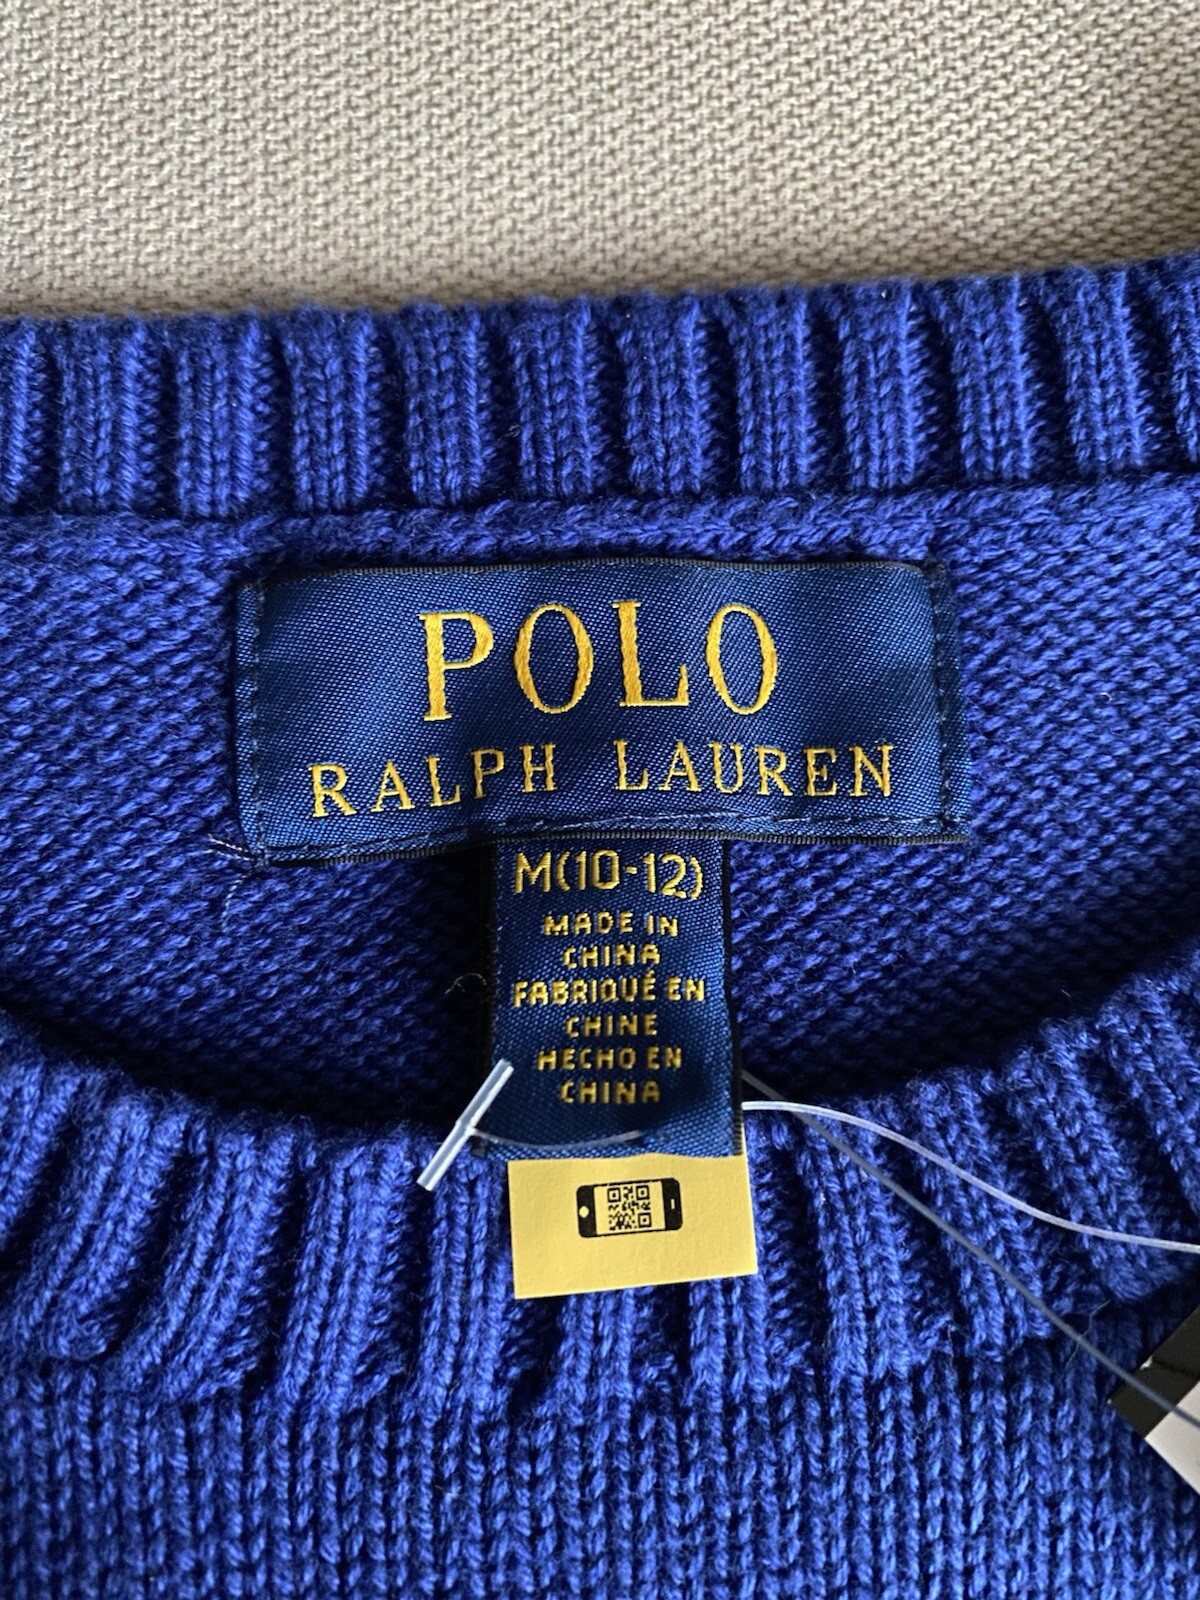 POLO
RALPH LAUREN
M(10-12)
MADE IN
CHINA
FABRIQUÉ EN
CHINE
HECHO EN
CHINA